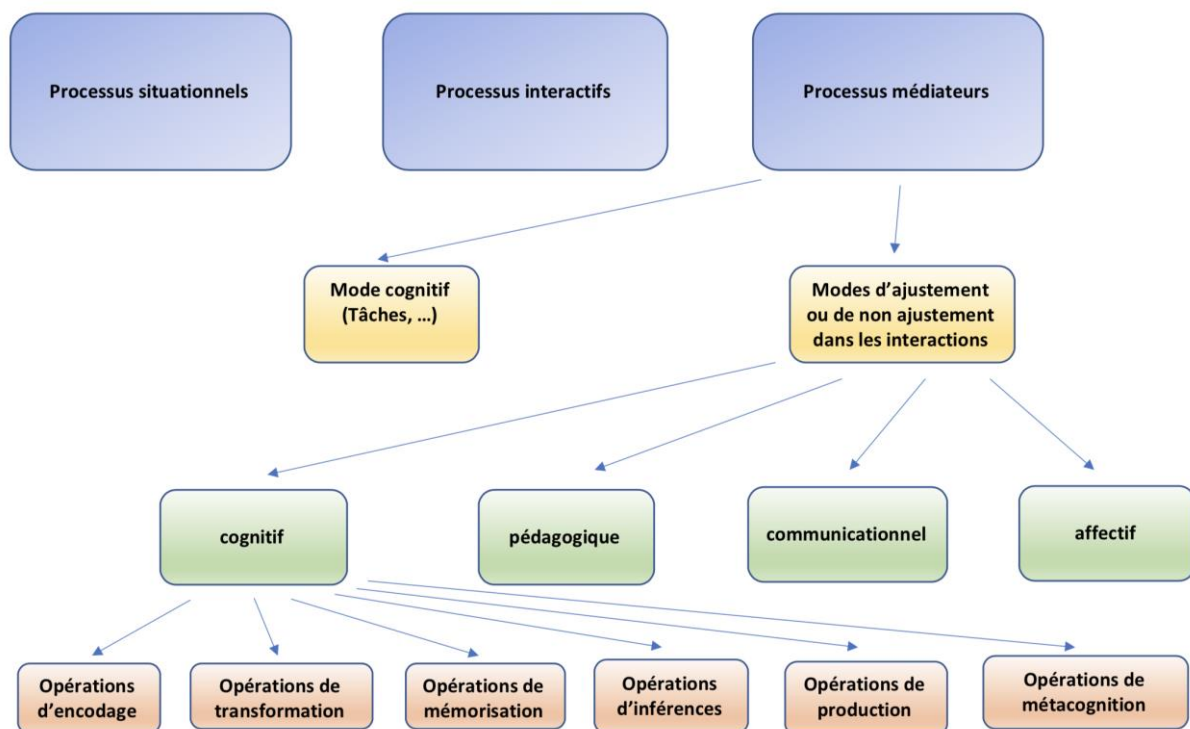 Processus situationnels
Processus interactifs
Processus médiateurs
Mode cognitif
(Tâches, …)
Modes d’ajustement
ou de non ajustement
dans les interactions
cognitif
pédagogique
communicationnel
affectif
Opérations
d’encodage
Opérations de
transformation
Opérations de
mémorisation
Opérations
d’inférences
Opérations de
production
Opérations de
métacognition